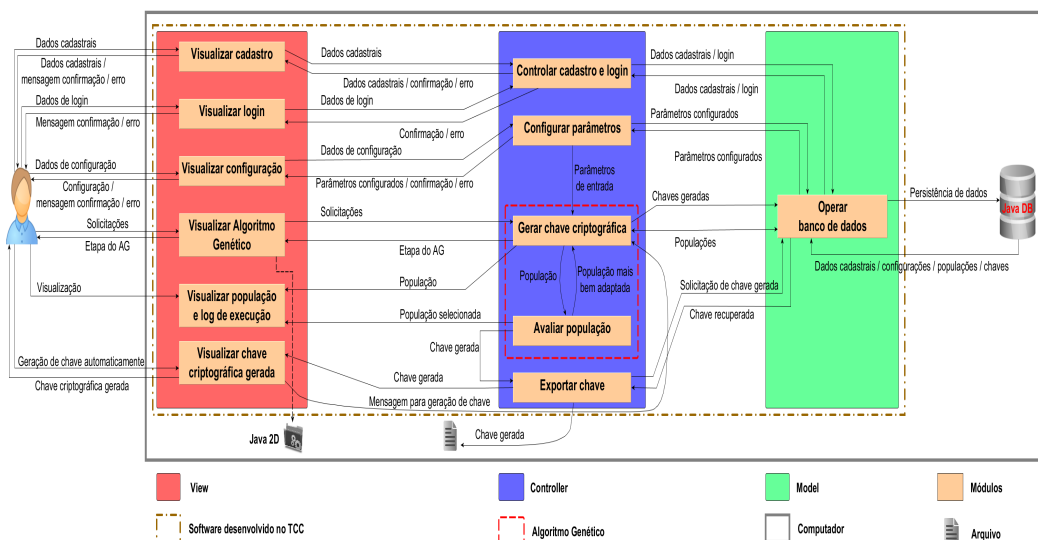 Dados cadastrais
Dados cadastrais /
mensagem confirmação / erro
Dados de login
Mensagem confirmação / erro
Dados de configuração
Configuração /
mensagem confirmação / erro
Solicitações
Etapa do AG
Visualização
Geração de chave automaticamente
Chave criptográfica gerada
Visualizar cadastro
Visualizar login
Visualizar configuração
Visualizar Algoritmo
Genético
Visualizar população
e log de execução
Visualizar chave
criptográfica gerada
Java 2D
Dados cadastrais
Dados cadastrais / confirmação / erro
Dados de login
Confirmação / erro
Dados de configuração
Parâmetros configurados / confirmação / erro
Solicitações
Etapa do AG
População
População selecionada
Chave gerada
Chave gerada
Mensagem para geração de chave
Chave gerada
Controlar cadastro e login
Configurar parâmetros
Parâmetros
de entrada
Gerar chave criptográfica
População
População mais
bem adaptada
Avaliar população
Exportar chave
Dados cadastrais / login
Dados cadastrais / login
Parâmetros configurados
Parâmetros configurados
Chaves geradas
Populações
Solicitação de chave gerada
Chave recuperada
Operar
banco de dados
Persistência de dados
Java DB
Dados cadastrais / configurações / populações / chaves
View
Controller
Model
Módulos
Software desenvolvido no TCC
Algoritmo Genético
Computador
Arquivo